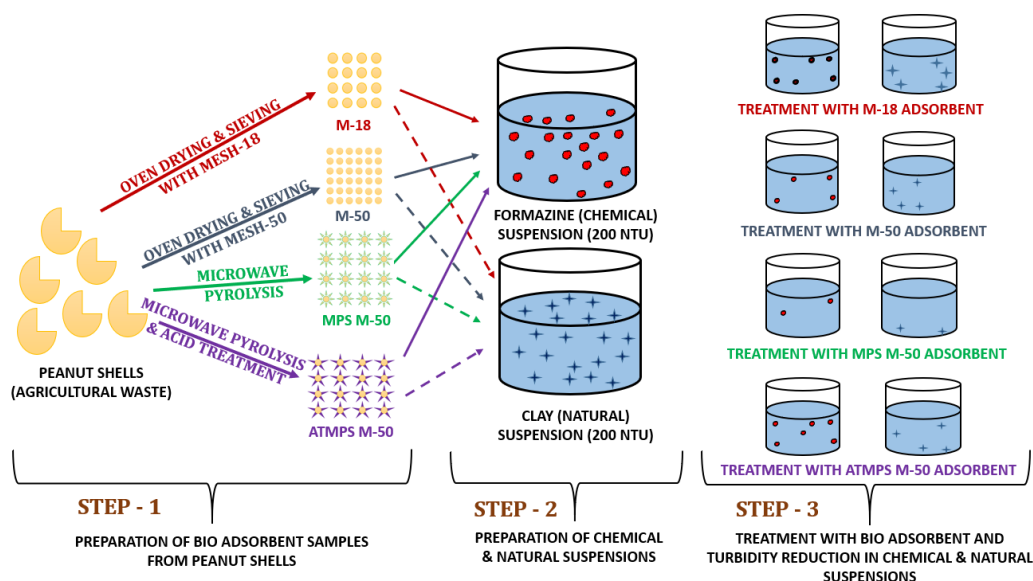 OVEN DRYING & SIEVING
WITH MESH-18
M-18
OVEN DRYING & SIEVING
WITH MESH-50
M-50
MICROWAVE
PYROLYSIS
MPS M-50
MICROWAVE PYROLYSIS
& ACID TREATMENT
ATMPS M-50
PEANUT SHELLS
(AGRICULTURAL WASTE)
STEP - 1
PREPARATION OF BIO ADSORBENT SAMPLES
FROM PEANUT SHELLS
FORMAZINE (CHEMICAL)
SUSPENSION (200 NTU)
CLAY (NATURAL)
SUSPENSION (200 NTU)
STEP - 2
PREPARATION OF CHEMICAL
& NATURAL SUSPENSIONS
TREATMENT WITH M-18 ADSORBENT
TREATMENT WITH M-50 ADSORBENT
TREATMENT WITH MPS M-50 ADSORBENT
TREATMENT WITH ATMPS M-50 ADSORBENT
STEP - 3
TREATMENT WITH BIO ADSORBENT AND
TURBIDITY REDUCTION IN CHEMICAL & NATURAL
SUSPENSIONS